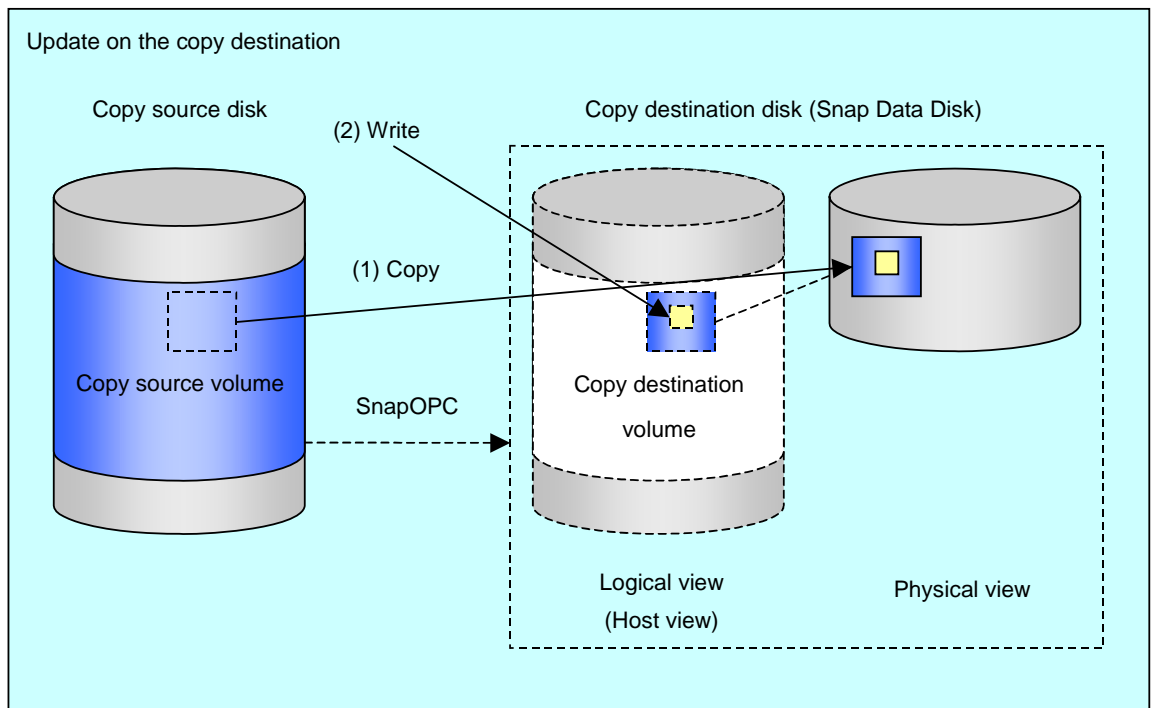 Update on the copy destination
Copy source disk
Copy destination disk (Snap Data Disk)
(2) Write
(1) Copy
Copy source volume
SnapOPC
Copy destination
volume
Logical view
(Host view)
Physical view